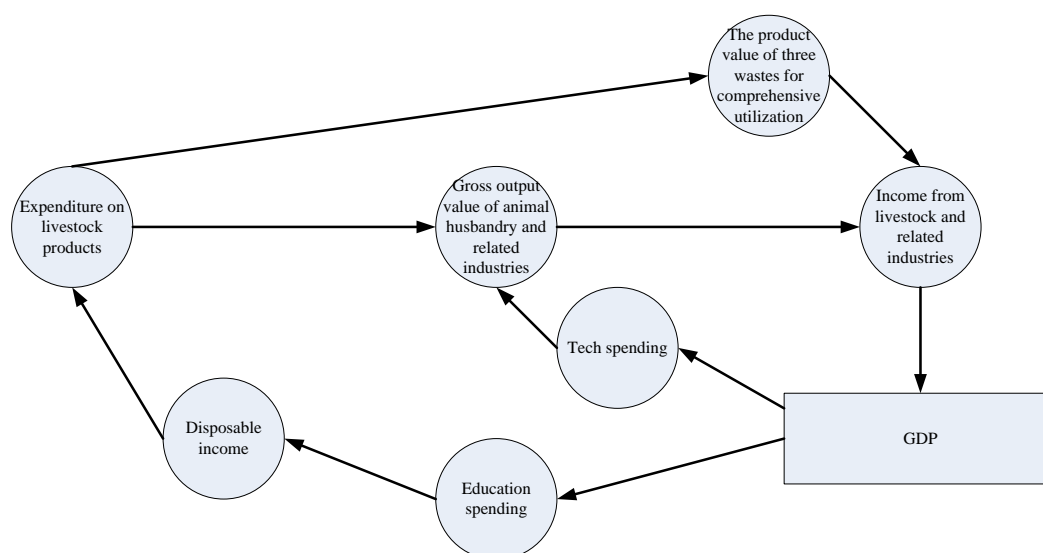 The product
value of three
wastes for
comprehensive
utilization
Expenditure on
livestock
products
Gross output
value of animal
husbandry and
related
industries
Income from
livestock and
related
industries
Tech spending
Disposable
income
GDP
Education
spending